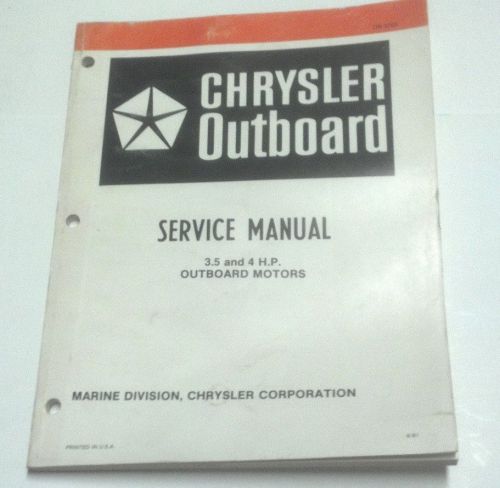 CHRYSLER
Outboard
SERVICE MANUAL
3.5 and 4 H.P.
OUTBOARD MOTORS
MARINE DIVISION, CHRYSLER CORPORATION
PRINTED IN U.S.A.